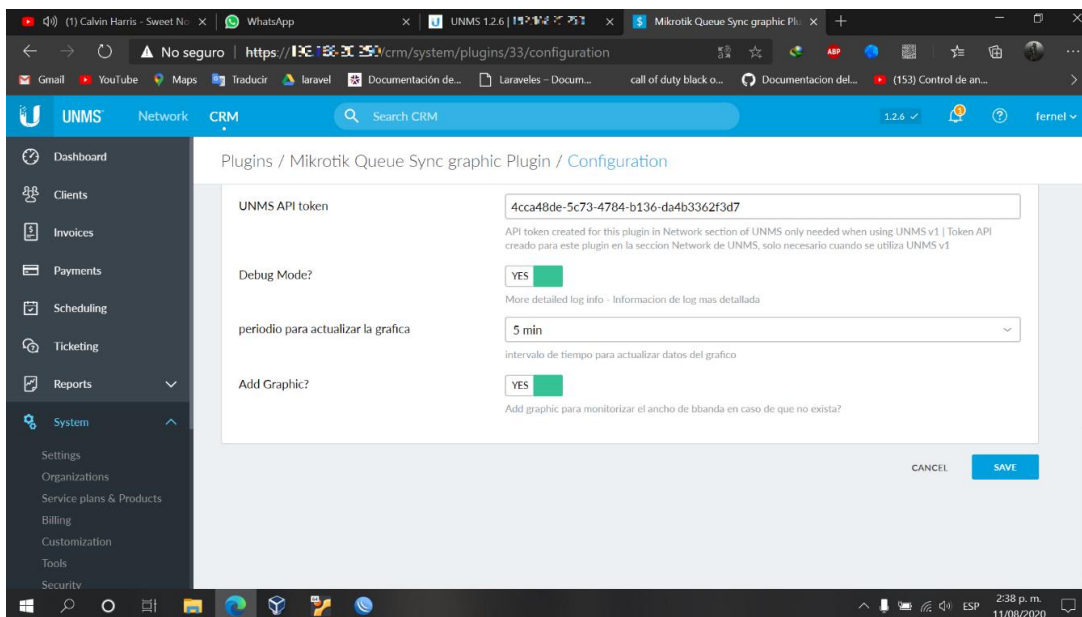 (1) Calvin Harris - Sweet No
WhatsApp
UNMS 1.2.6 |
Mikrotik Queue Sync graphic Plu
No seguro
https://
/crm/system/plugins/33/configuration
ABP
Gmail
YouTube
Maps
Traducir
laravel
Documentación de...
Laraveles – Docum...
call of duty black o...
Documentacion del...
(153) Control de an...
UNMS
Network
CRM
Search CRM
1.2.6
fernel
Dashboard
Clients
Invoices
Payments
Scheduling
Ticketing
Reports
System
Settings
Organizations
Service plans & Products
Billing
Customization
Tools
Security
Plugins / Mikrotik Queue Sync graphic Plugin / Configuration
UNMS API token
4cca48de-5c73-4784-b136-da4b3362f3d7
API token created for this plugin in Network section of UNMS only needed when using UNMS v1 | Token API
creado para este plugin en la seccion Network de UNMS, solo necesario cuando se utiliza UNMS v1
Debug Mode?
YES
More detailed log info - Informacion de log mas detallada
periodo para actualizar la grafica
5 min
intervalo de tiempo para actualizar datos del grafico
Add Graphic?
YES
Add graphic para monitorizar el ancho de bbanda en caso de que no exista?
CANCEL
SAVE
ESP
2:38 p. m.
11/08/2020